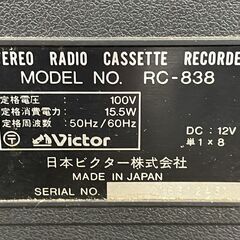 STEREO RADIO CASSETTE RECORDER
MODEL NO. RC-838
定格電圧: 100V
定格消費電力: 15.5W
定格周波数: 50Hz/60Hz
Victor
DC: 12V
単1×8
日本ビクター株式会社
MADE IN JAPAN
SERIAL NO.